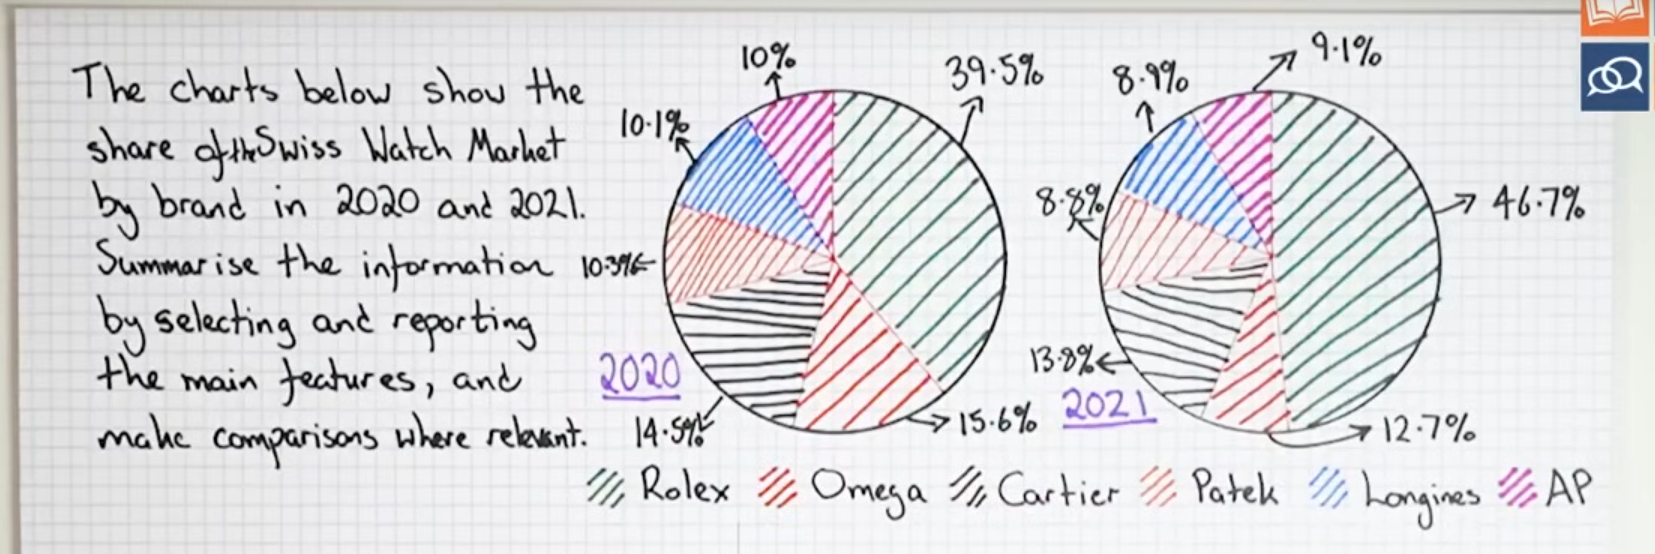 The charts below show the
share of the Swiss Watch Market
by brand in 2020 and 2021.
Summarise the information
by selecting and reporting
the main features, and
make comparisons where relevant.
10%
39.5%
10.1%
10.3%
2020
14.5%
15.6%
9.1%
8.9%
8.8%
46.7%
13.8%
2021
12.7%
Rolex Omega Cartier Patek Longines AP